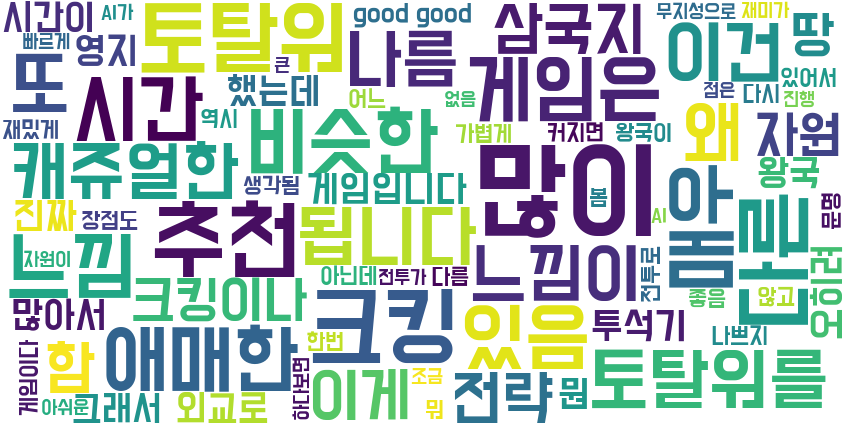 시간이
AI가
토탈워
good good
삼국지
무지성으로
재미가
빠르게
영지
큰
나름
게임은
이건
땅
또
시간
했는데
어느
없음
점은
다시
있어서
진행
재밌게
역시
비슷한
가볍게
커지면
왕국이
왜
자원
캐쥬얼한
생각됨
게임입니다
많이
봄
아
왕국
진짜
장점도
추천
됩니다
느낌이
AI
봄
다른
문명
느낌
자원이
아닌데
전투가
다름
전투로
좋음
않고
오히려
많아서
크킹이나
크킹
있음
투석기
나쁘지
게임이다
함
애매한
한번
하다보면
이게
조금
전략
뭔
토탈워를
아쉬운
그래서
외교로
뭐